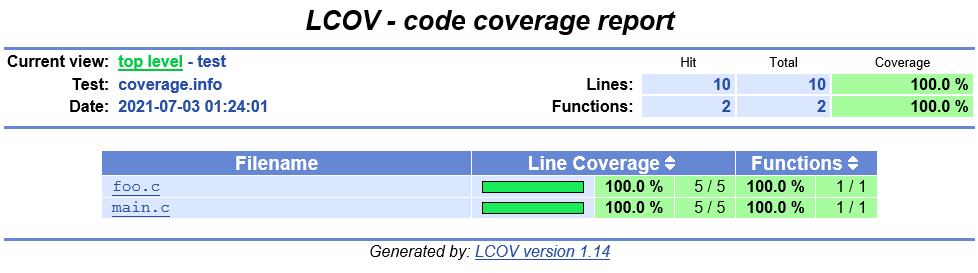 LCOV - code coverage report
Current view: top level - test Hit Total Coverage
Test: coverage.info Lines: 10 10 100.0 %
Date: 2021-07-03 01:24:01 Functions: 2 2 100.0 %
Filename Line Coverage Functions
foo.c 100.0 % 5 / 5 100.0 % 1 / 1
main.c 100.0 % 5 / 5 100.0 % 1 / 1
Generated by: LCOV version 1.14